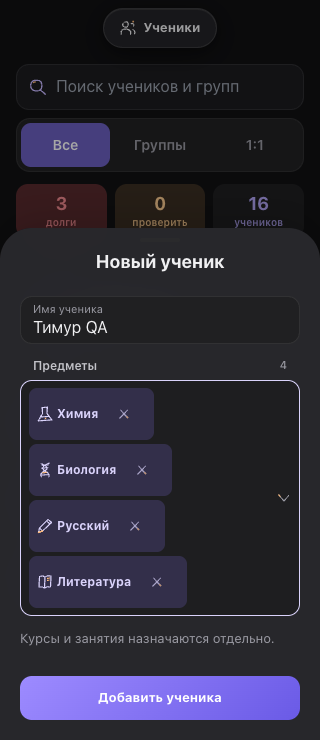 Ученики
Поиск учеников и групп
Все Группы 1:1
3 0 16
долги проверить учеников
Новый ученик
Имя ученика
Тимур QA
Предметы 4
Химия
Биология
Русский
Литература
Курсы и занятия назначаются отдельно.
Добавить ученика